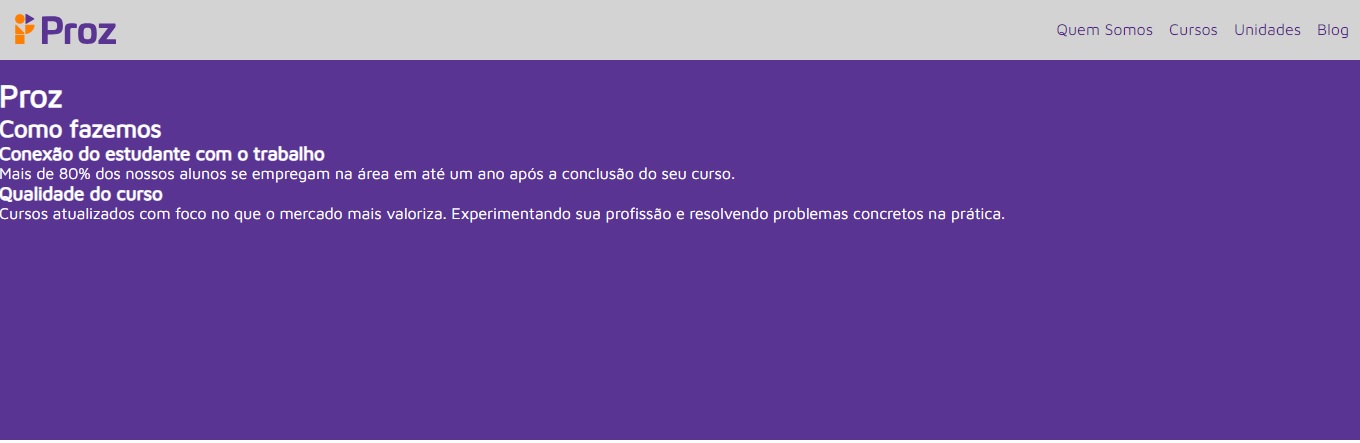 Proz
Quem Somos Cursos Unidades Blog
Proz
Como fazemos
Conexão do estudante com o trabalho
Mais de 80% dos nossos alunos se empregam na área em até um ano após a conclusão do seu curso.
Qualidade do curso
Cursos atualizados com foco no que o mercado mais valoriza. Experimentando sua profissão e resolvendo problemas concretos na prática.